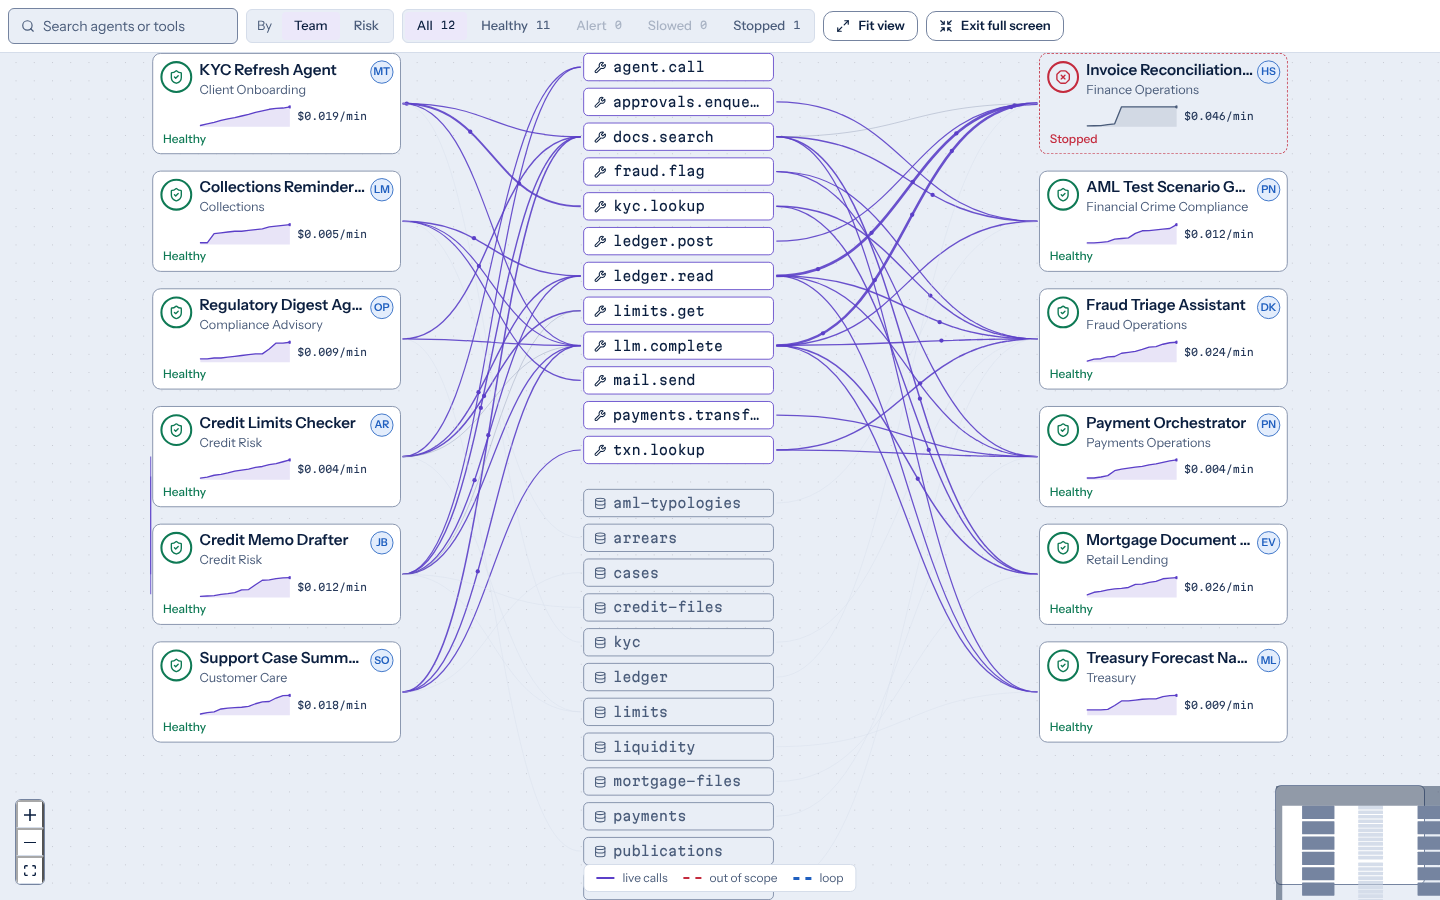 Search agents or tools
By Team Risk
All 12 Healthy 11 Alert 0 Slowed 0 Stopped 1
Fit view
Exit full screen
KYC Refresh Agent MT
Client Onboarding
$0.019/min
Healthy
Collections Reminder... LM
Collections
$0.005/min
Healthy
Regulatory Digest Ag... OP
Compliance Advisory
$0.009/min
Healthy
Credit Limits Checker AR
Credit Risk
$0.004/min
Healthy
Credit Memo Drafter JB
Credit Risk
$0.012/min
Healthy
Support Case Summ... SO
Customer Care
$0.018/min
Healthy
agent.call
approvals.enque...
docs.search
fraud.flag
kyc.lookup
ledger.post
ledger.read
limits.get
llm.complete
mail.send
payments.transf...
txn.lookup
aml-typologies
arrears
cases
credit-files
kyc
ledger
limits
liquidity
mortgage-files
payments
publications
Invoice Reconciliation... HS
Finance Operations
$0.046/min
Stopped
AML Test Scenario G... PN
Financial Crime Compliance
$0.012/min
Healthy
Fraud Triage Assistant DK
Fraud Operations
$0.024/min
Healthy
Payment Orchestrator PN
Payments Operations
$0.004/min
Healthy
Mortgage Document ... EV
Retail Lending
$0.026/min
Healthy
Treasury Forecast Na... ML
Treasury
$0.009/min
Healthy
live calls out of scope loop